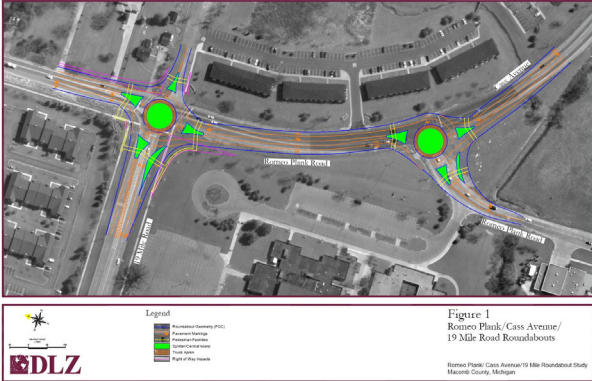 Cass Avenue
Romeo Plank Road
19 Mile Road
Romeo Plank Road
Legend
Roundabout Geometry (FOC)
Pavement Markings
Pedestrian Facilities
Splitter/Central Island
Truck Apron
Right of Way Impacts
DLZ
Figure 1
Romeo Plank/Cass Avenue/
19 Mile Road Roundabouts
Romeo Plank/ Cass Avenue/19 Mile Roundabout Study
Macomb County, Michigan